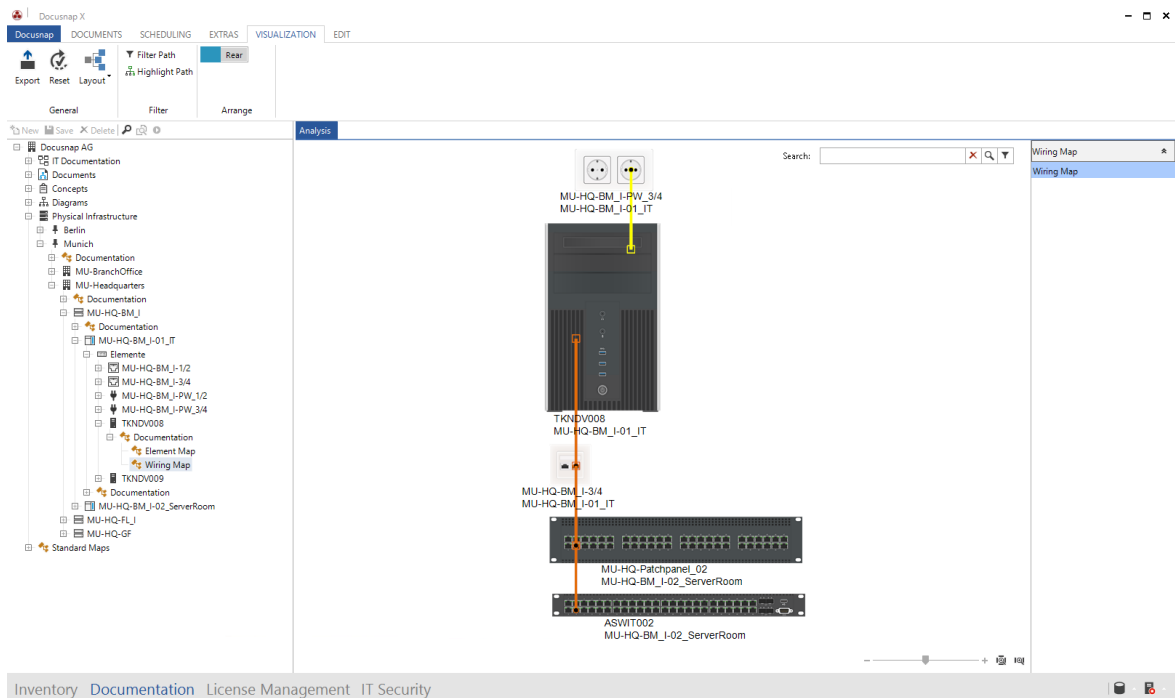 Docusnap X
Docusnap DOCUMENTS SCHEDULING EXTRAS VISUALIZATION EDIT
Export Reset Layout
Filter Path
Highlight Path
Rear
General Filter Arrange
New Save Delete
Docusnap AG
IT Documentation
Documents
Concepts
Diagrams
Physical Infrastructure
Berlin
Munich
Documentation
MU-BranchOffice
MU-Headquarters
Documentation
MU-HQ-BM_I
Documentation
MU-HQ-BM_I-01_IT
Elemente
MU-HQ-BM_I-1/2
MU-HQ-BM_I-3/4
MU-HQ-BM_I-PW_1/2
MU-HQ-BM_I-PW_3/4
TKNDV008
Documentation
Element Map
Wiring Map
TKNDV009
Documentation
MU-HQ-BM_I-02_ServerRoom
MU-HQ-FL_I
MU-HQ-GF
Standard Maps
Analysis
Search:
MU-HQ-BM_I-PW_3/4
MU-HQ-BM_I-01_IT
TKNDV008
MU-HQ-BM_I-01_IT
MU-HQ-BM_I-3/4
MU-HQ-BM_I-01_IT
MU-HQ-Patchpanel_02
MU-HQ-BM_I-02_ServerRoom
ASWIT002
MU-HQ-BM_I-02_ServerRoom
Wiring Map
Wiring Map
Inventory Documentation License Management IT Security